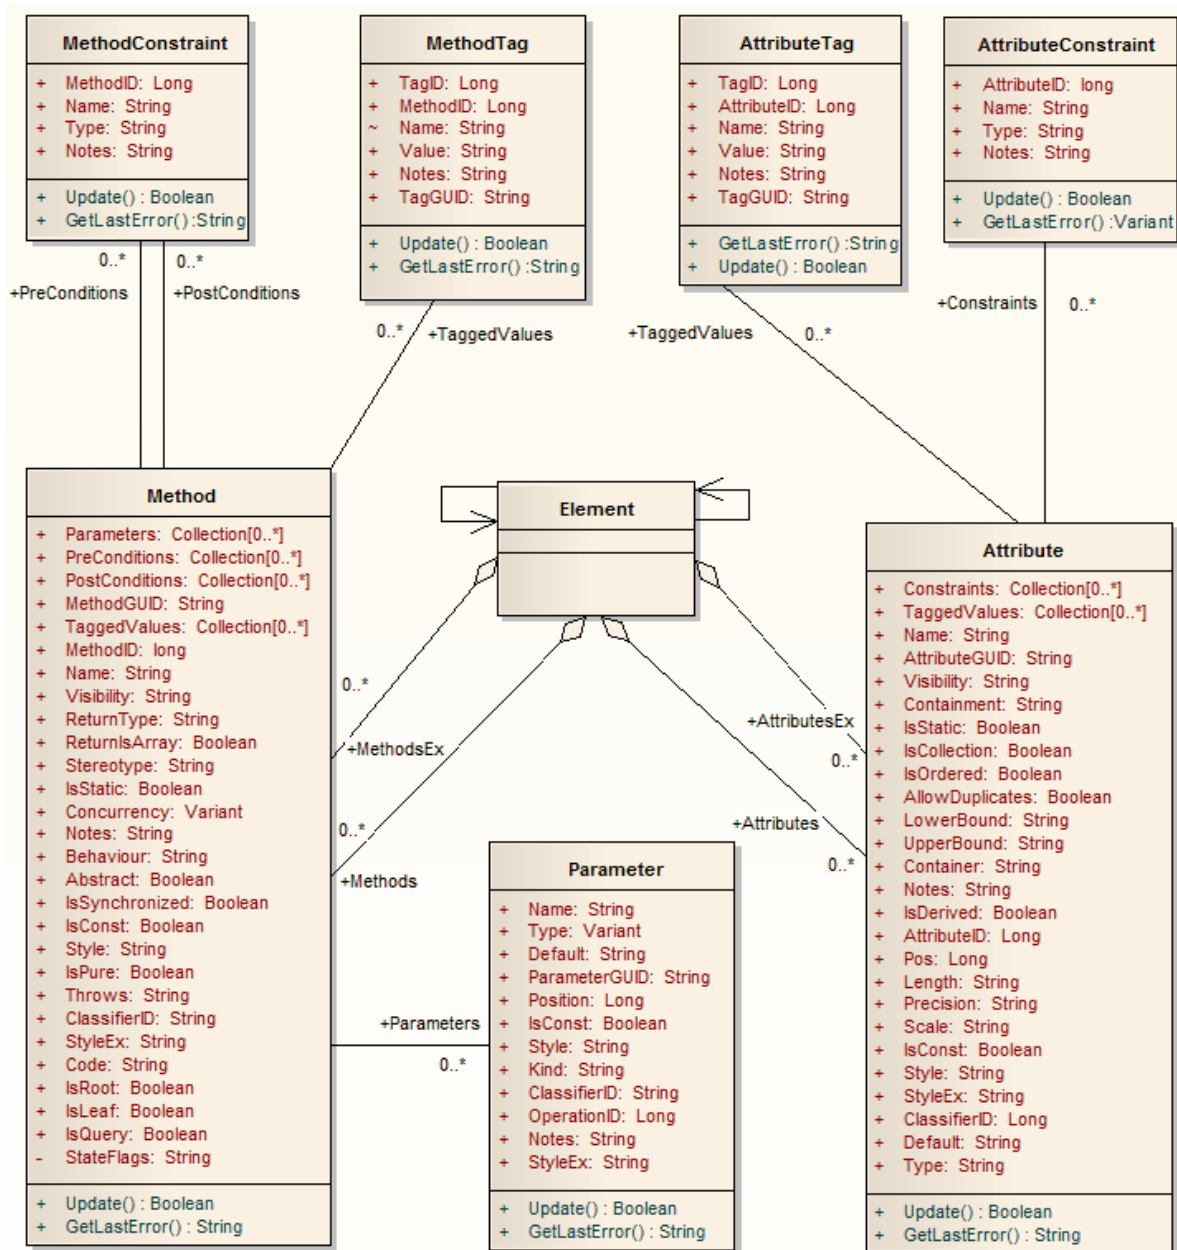 MethodConstraint
+ MethodID: Long
+ Name: String
+ Type: String
+ Notes: String
+ Update() : Boolean
+ GetLastError() :String
MethodTag
+ TagID: Long
+ MethodID: Long
~ Name: String
+ Value: String
+ Notes: String
+ TagGUID: String
+ Update() : Boolean
+ GetLastError() :String
AttributeTag
+ TagID: Long
+ AttributeID: Long
+ Name: String
+ Value: String
+ Notes: String
+ TagGUID: String
+ GetLastError() :String
+ Update() : Boolean
AttributeConstraint
+ AttributeID: long
+ Name: String
+ Type: String
+ Notes: String
+ Update() : Boolean
+ GetLastError() :Variant
0..*
0..*
+PreConditions
+PostConditions
0..*
+TaggedValues
+TaggedValues
0..*
+Constraints
0..*
Method
+ Parameters: Collection[0..*]
+ PreConditions: Collection[0..*]
+ PostConditions: Collection[0..*]
+ MethodGUID: String
+ TaggedValues: Collection[0..*]
+ MethodID: long
+ Name: String
+ Visibility: String
+ ReturnType: String
+ ReturnIsArray: Boolean
+ Stereotype: String
+ IsStatic: Boolean
+ Concurrency: Variant
+ Notes: String
+ Behaviour: String
+ Abstract: Boolean
+ IsSynchronized: Boolean
+ IsConst: Boolean
+ Style: String
+ IsPure: Boolean
+ Throws: String
+ ClassifierID: String
+ StyleEx: String
+ Code: String
+ IsRoot: Boolean
+ IsLeaf: Boolean
+ IsQuery: Boolean
- StateFlags: String
+ Update() : Boolean
+ GetLastError() : String
Element
0..*
+MethodsEx
0..*
+Methods
+AttributesEx
0..*
+Attributes
0..*
Parameter
+ Name: String
+ Type: Variant
+ Default: String
+ ParameterGUID: String
+ Position: Long
+ IsConst: Boolean
+ Style: String
+ Kind: String
+ ClassifierID: String
+ OperationID: Long
+ Notes: String
+ StyleEx: String
+ Update() : Boolean
+ GetLastError() : String
+Parameters
0..*
Attribute
+ Constraints: Collection[0..*]
+ TaggedValues: Collection[0..*]
+ Name: String
+ AttributeGUID: String
+ Visibility: String
+ Containment: String
+ IsStatic: Boolean
+ IsCollection: Boolean
+ IsOrdered: Boolean
+ AllowDuplicates: Boolean
+ LowerBound: String
+ UpperBound: String
+ Container: String
+ Notes: String
+ IsDerived: Boolean
+ AttributeID: Long
+ Pos: Long
+ Length: String
+ Precision: String
+ Scale: String
+ IsConst: Boolean
+ Style: String
+ StyleEx: String
+ ClassifierID: Long
+ Default: String
+ Type: String
+ Update() : Boolean
+ GetLastError() : String